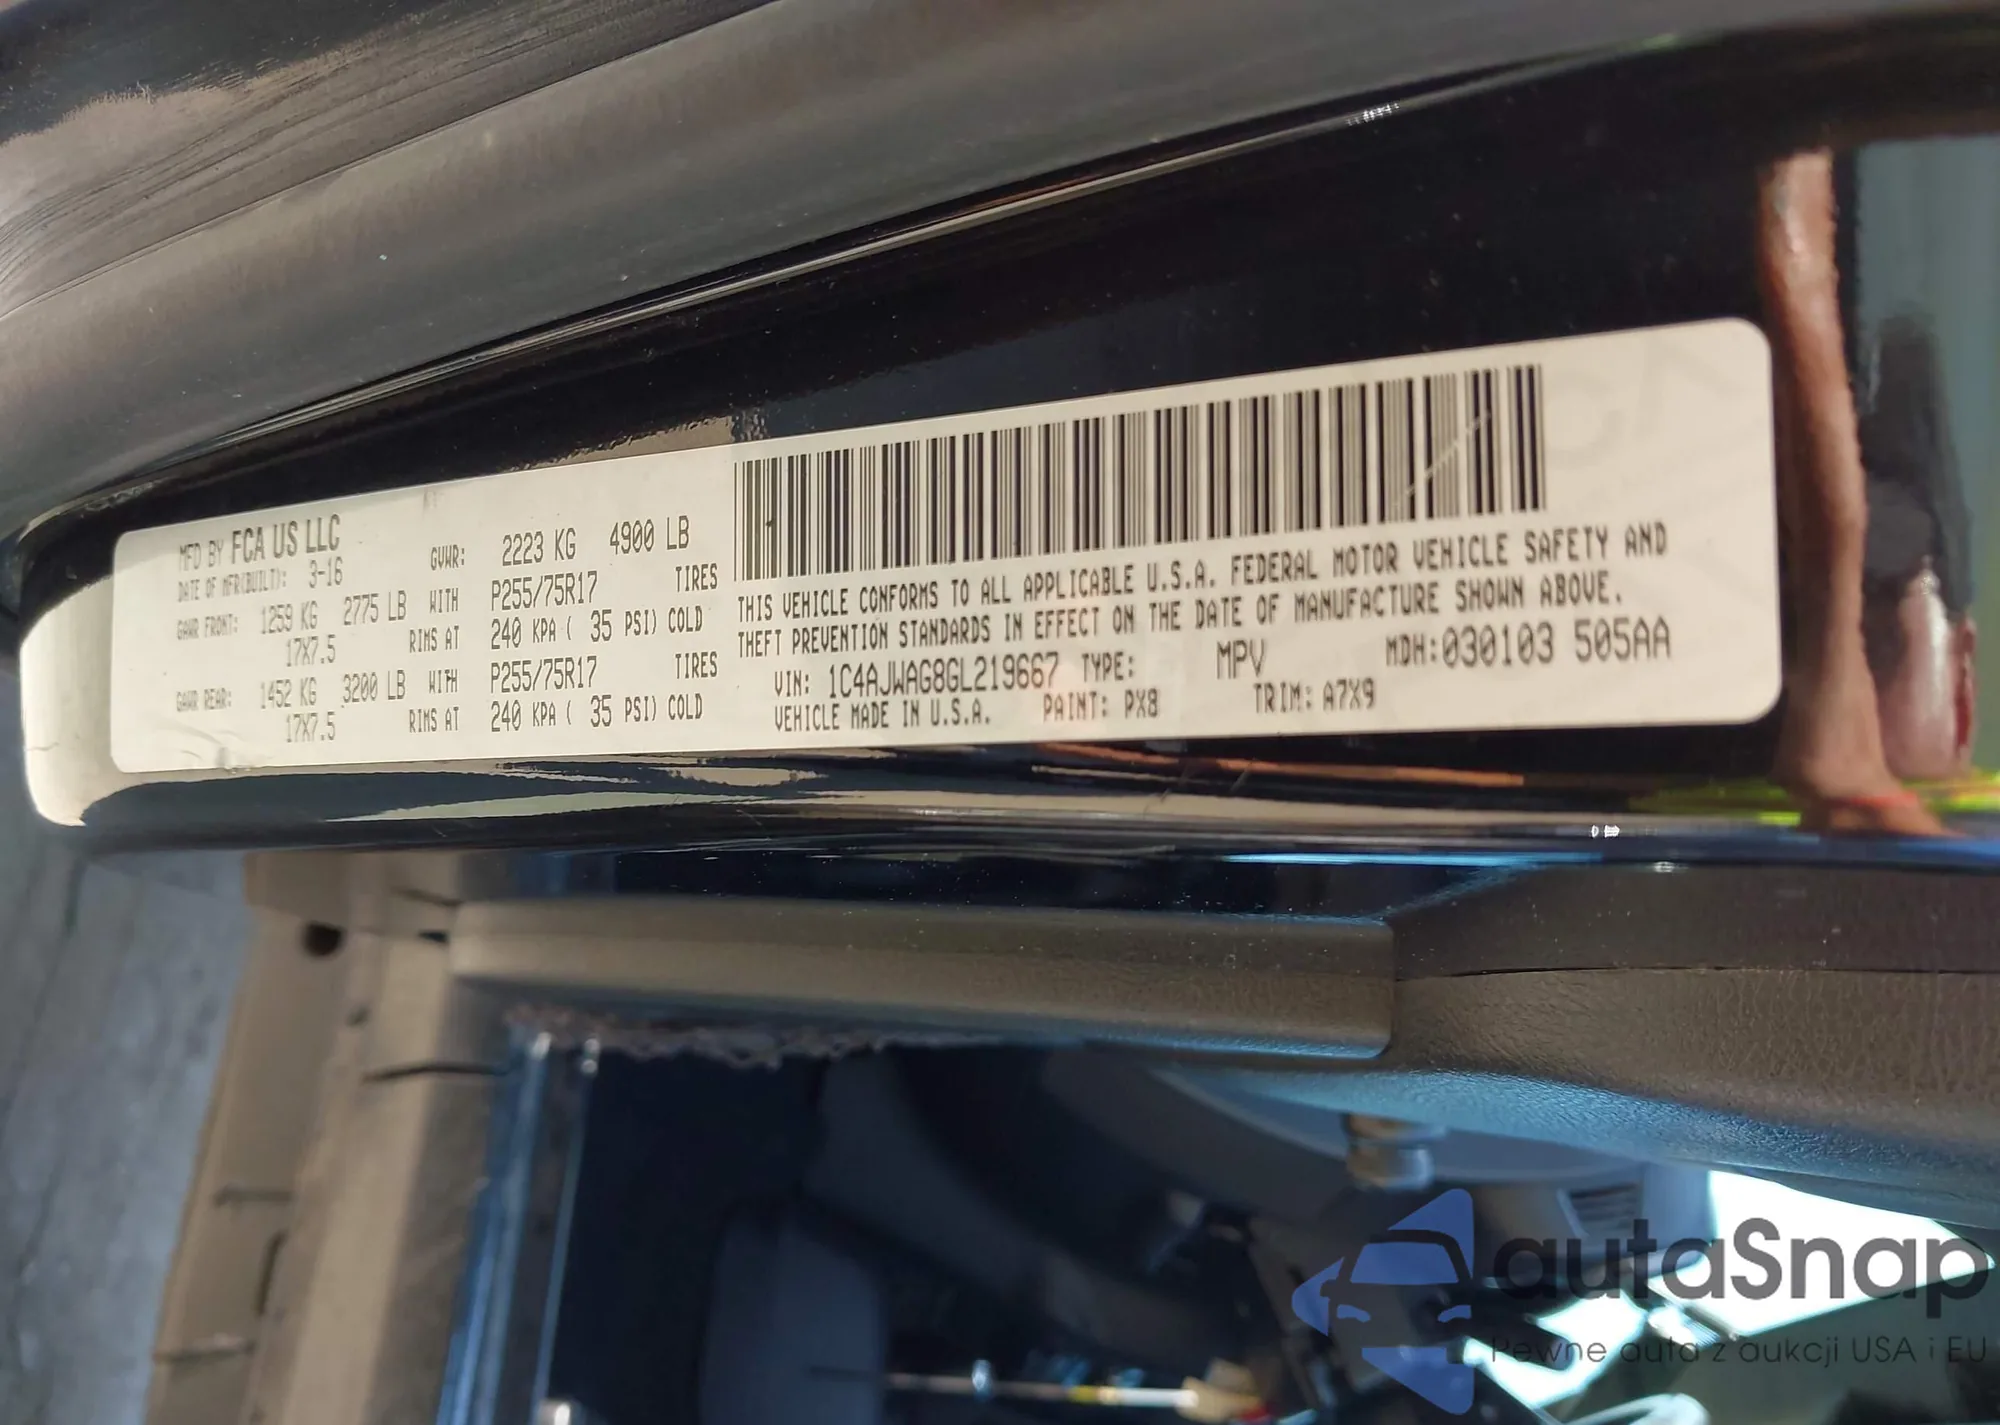 MFD BY FCA US LLC
DATE OF MFR(BUILT): 3-16
GVWR: 2223 KG 4900 LB
GAWR FRONT: 1259 KG 2775 LB WITH P255/75R17 TIRES
17X7.5 RIMS AT 240 KPA ( 35 PSI) COLD
GAWR REAR: 1452 KG 3200 LB WITH P255/75R17 TIRES
17X7.5 RIMS AT 240 KPA ( 35 PSI) COLD
THIS VEHICLE CONFORMS TO ALL APPLICABLE U.S.A. FEDERAL MOTOR VEHICLE SAFETY AND
THEFT PREVENTION STANDARDS IN EFFECT ON THE DATE OF MANUFACTURE SHOWN ABOVE.
VIN: 1C4AJWAG8GL219667 TYPE: MPV MDH:030103 505AA
VEHICLE MADE IN U.S.A. PAINT: PX8 TRIM: A7X9
autaSnap
Pewne auta z aukcji USA i EU